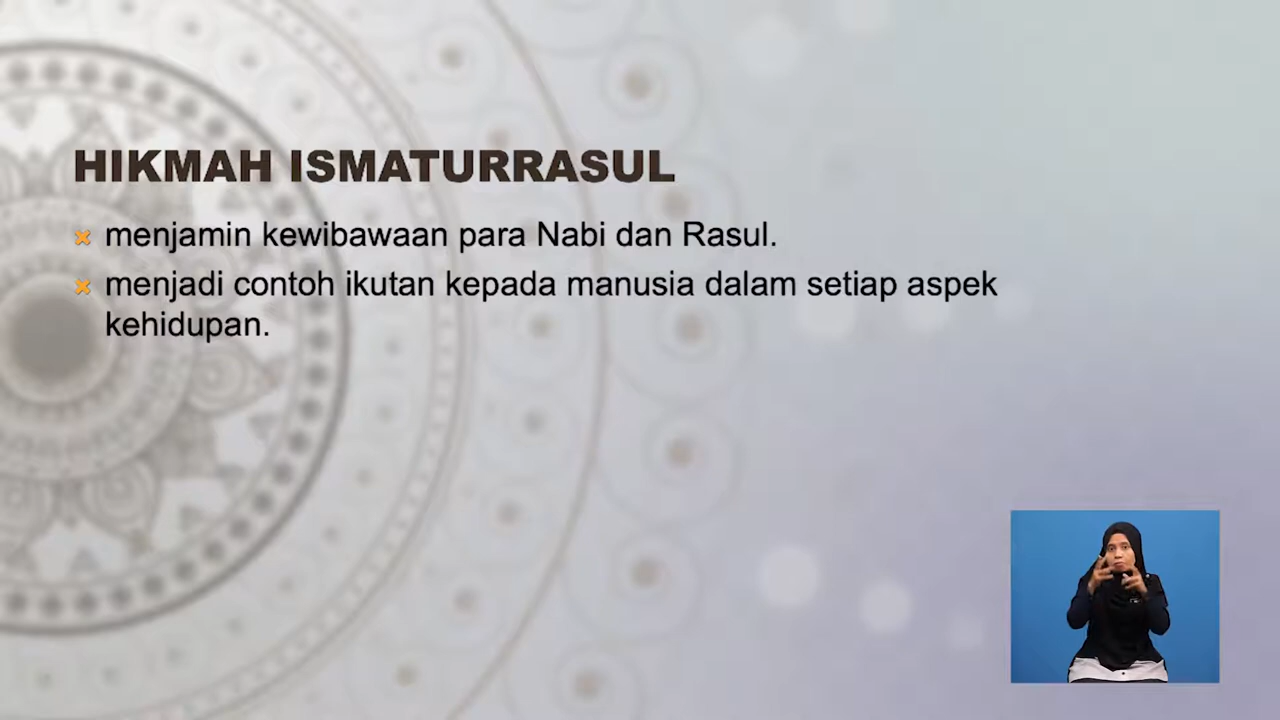 HIKMAH ISMATURRASUL
menjamin kewibawaan para Nabi dan Rasul.
menjadi contoh ikutan kepada manusia dalam setiap aspek
kehidupan.